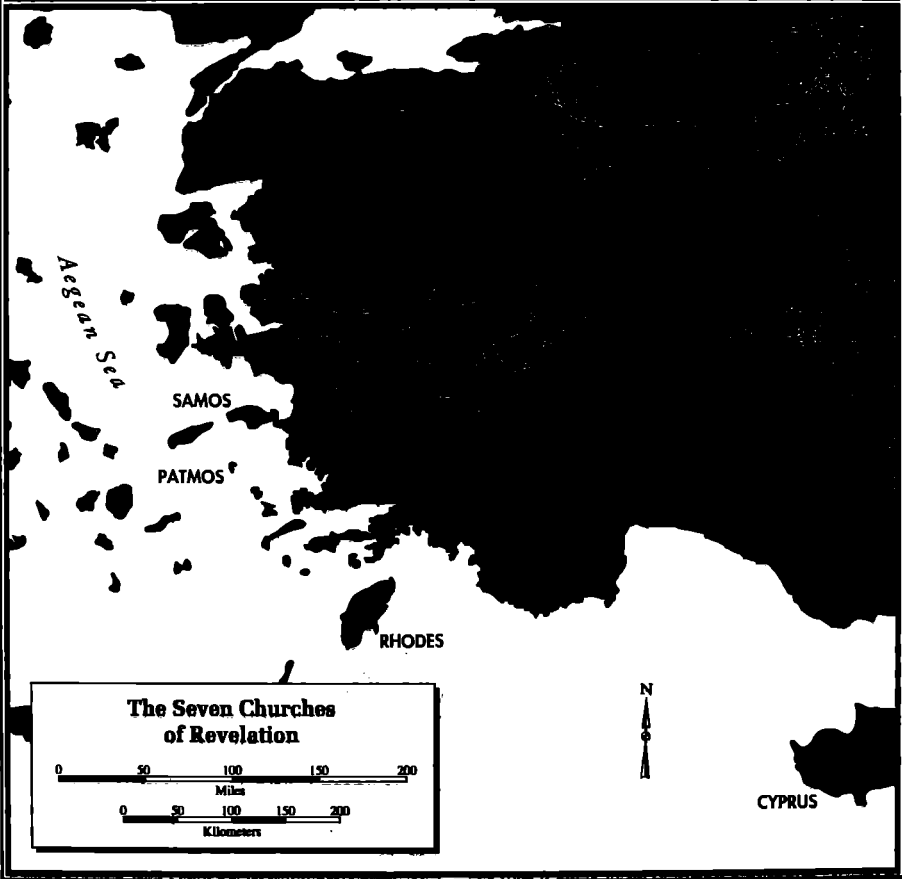 Aegean Sea
SAMOS
PATMOS
RHODES
CYPRUS
N
The Seven Churches
of Revelation
0 50 100 150 200
Miles
0 50 100 150 200
Kilometers